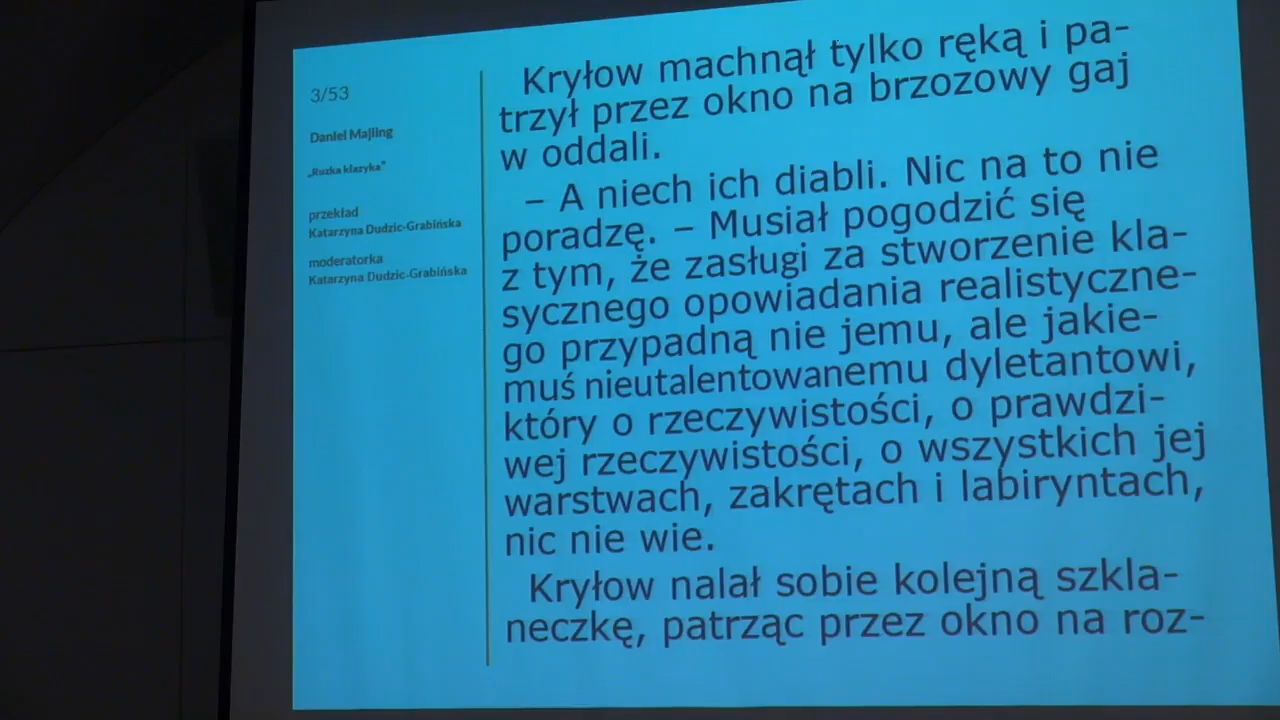 3/53
Daniel Majling
„Ruzka klazyka"
przekład
Katarzyna Dudzic-Grabińska
moderatorka
Katarzyna Dudzic-Grabińska
Kryłow machnął tylko ręką i pa-
trzył przez okno na brzozowy gaj
w oddali.
– A niech ich diabli. Nic na to nie
poradzę. – Musiał pogodzić się
z tym, że zasługi za stworzenie kla-
sycznego opowiadania realistyczne-
go przypadną nie jemu, ale jakie-
muś nieutalentowanemu dyletantowi,
który o rzeczywistości, o prawdzi-
wej rzeczywistości, o wszystkich jej
warstwach, zakrętach i labiryntach,
nic nie wie.
Kryłow nalał sobie kolejną szkla-
neczkę, patrząc przez okno na roz-